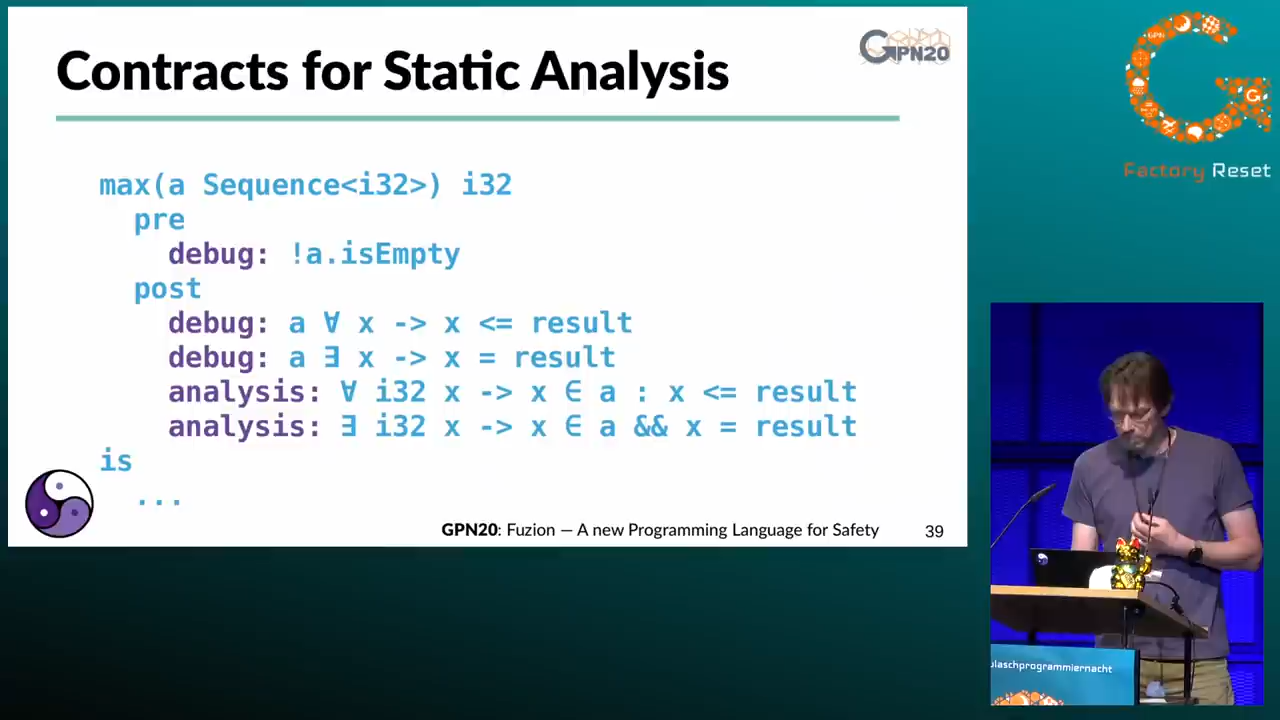 Contracts for Static Analysis
GPN20
max(a Sequence<i32>) i32
pre
debug: !a.isEmpty
post
debug: a ∀ x -> x <= result
debug: a ∃ x -> x = result
analysis: ∀ i32 x -> x ∈ a : x <= result
analysis: ∃ i32 x -> x ∈ a && x = result
is
...
GPN20: Fuzion — A new Programming Language for Safety
39
Factory Reset
ulaschprogrammiernacht